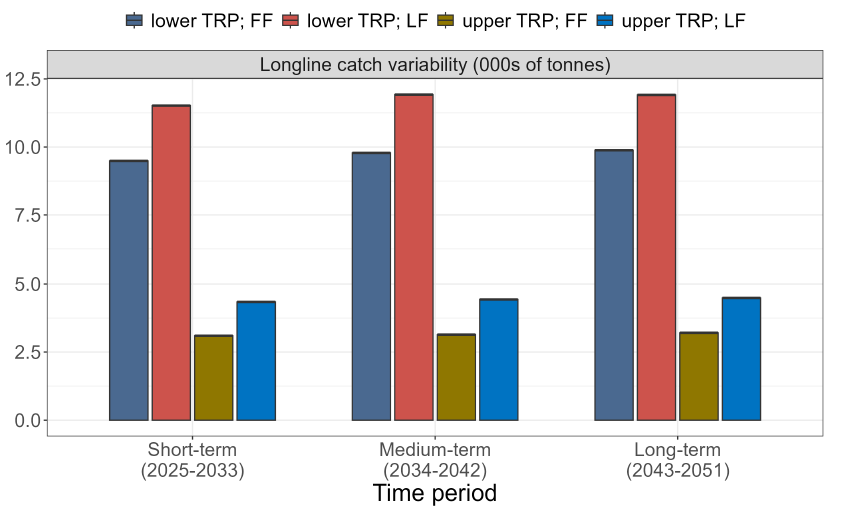 lower TRP; FF lower TRP; LF upper TRP; FF upper TRP; LF
Longline catch variability (000s of tonnes)
12.5
10.0
7.5
5.0
2.5
0.0
Short-term Medium-term Long-term
(2025-2033) (2034-2042) (2043-2051)
Time period